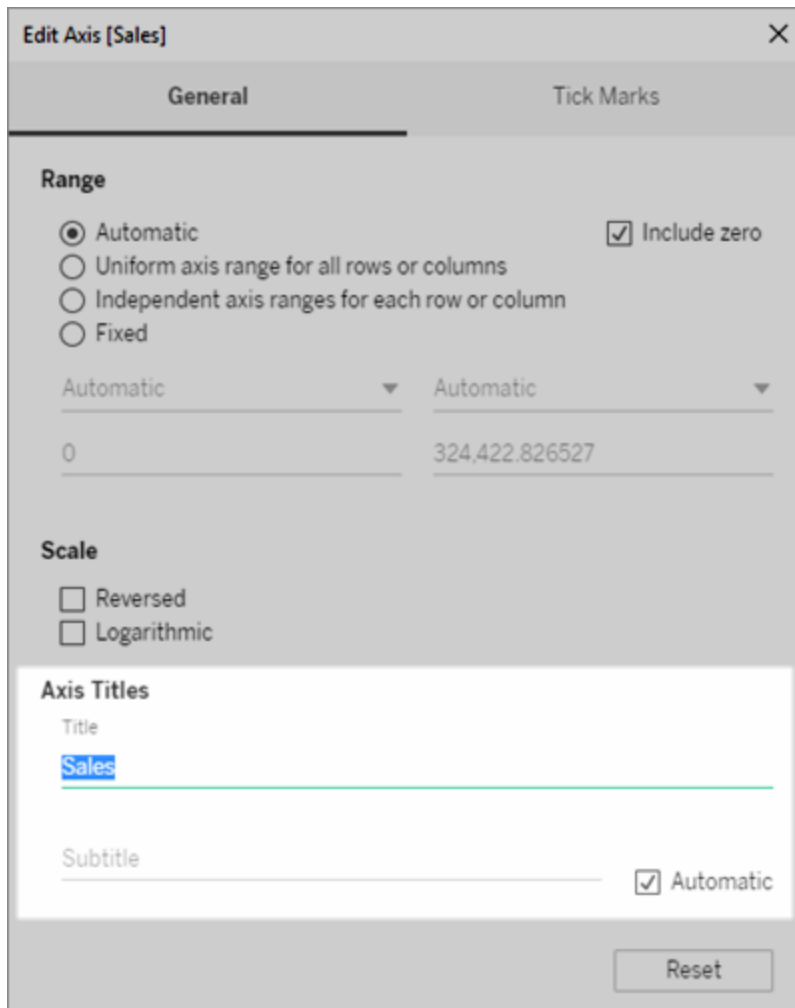 Edit Axis [Sales]
General Tick Marks
Range
Automatic Include zero
Uniform axis range for all rows or columns
Independent axis ranges for each row or column
Fixed
Automatic Automatic
0 324,422.826527
Scale
Reversed
Logarithmic
Axis Titles
Title
Sales
Subtitle
Automatic
Reset